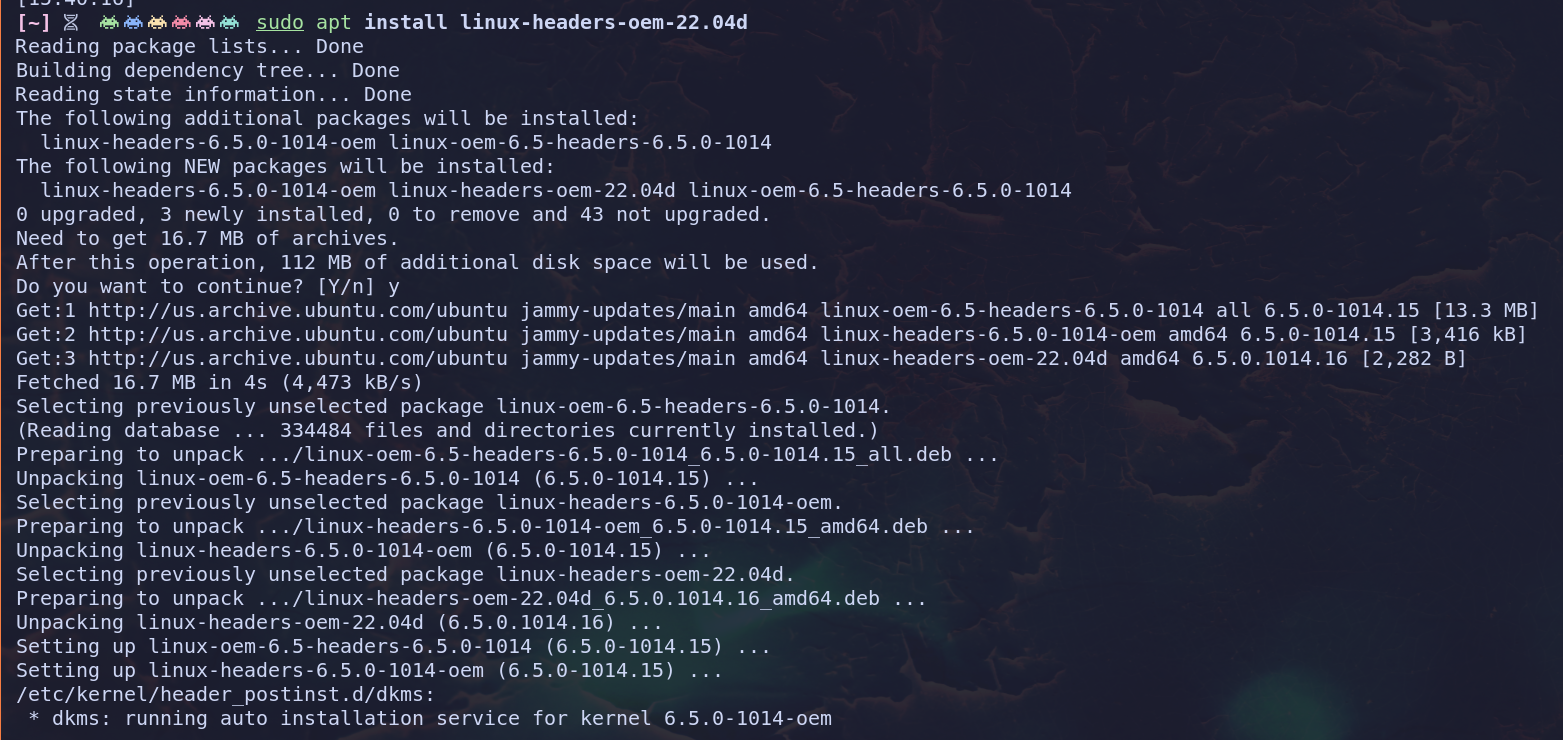 [15:40:16]
[~] sudo apt install linux-headers-oem-22.04d
Reading package lists... Done
Building dependency tree... Done
Reading state information... Done
The following additional packages will be installed:
  linux-headers-6.5.0-1014-oem linux-oem-6.5-headers-6.5.0-1014
The following NEW packages will be installed:
  linux-headers-6.5.0-1014-oem linux-headers-oem-22.04d linux-oem-6.5-headers-6.5.0-1014
0 upgraded, 3 newly installed, 0 to remove and 43 not upgraded.
Need to get 16.7 MB of archives.
After this operation, 112 MB of additional disk space will be used.
Do you want to continue? [Y/n] y
Get:1 http://us.archive.ubuntu.com/ubuntu jammy-updates/main amd64 linux-oem-6.5-headers-6.5.0-1014 all 6.5.0-1014.15 [13.3 MB]
Get:2 http://us.archive.ubuntu.com/ubuntu jammy-updates/main amd64 linux-headers-6.5.0-1014-oem amd64 6.5.0-1014.15 [3,416 kB]
Get:3 http://us.archive.ubuntu.com/ubuntu jammy-updates/main amd64 linux-headers-oem-22.04d amd64 6.5.0.1014.16 [2,282 B]
Fetched 16.7 MB in 4s (4,473 kB/s)
Selecting previously unselected package linux-oem-6.5-headers-6.5.0-1014.
(Reading database ... 334484 files and directories currently installed.)
Preparing to unpack .../linux-oem-6.5-headers-6.5.0-1014_6.5.0-1014.15_all.deb ...
Unpacking linux-oem-6.5-headers-6.5.0-1014 (6.5.0-1014.15) ...
Selecting previously unselected package linux-headers-6.5.0-1014-oem.
Preparing to unpack .../linux-headers-6.5.0-1014-oem_6.5.0-1014.15_amd64.deb ...
Unpacking linux-headers-6.5.0-1014-oem (6.5.0-1014.15) ...
Selecting previously unselected package linux-headers-oem-22.04d.
Preparing to unpack .../linux-headers-oem-22.04d_6.5.0.1014.16_amd64.deb ...
Unpacking linux-headers-oem-22.04d (6.5.0.1014.16) ...
Setting up linux-oem-6.5-headers-6.5.0-1014 (6.5.0-1014.15) ...
Setting up linux-headers-6.5.0-1014-oem (6.5.0-1014.15) ...
/etc/kernel/header_postinst.d/dkms:
 * dkms: running auto installation service for kernel 6.5.0-1014-oem